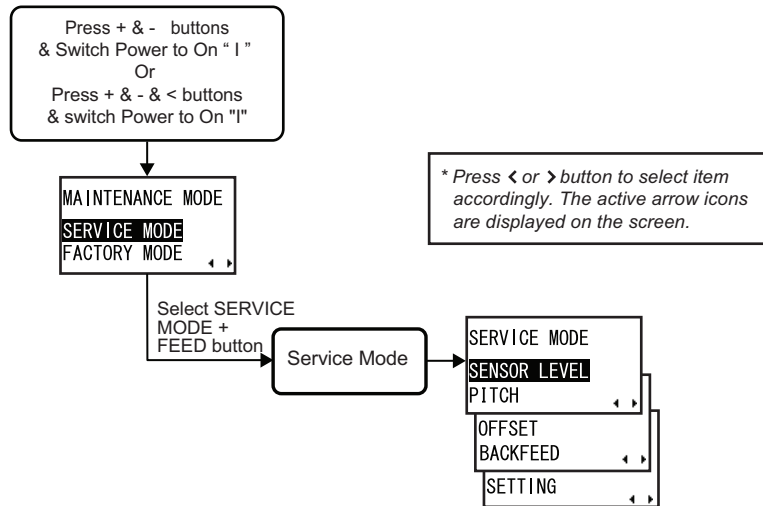 Press + & - buttons
& Switch Power to On “ I ”
Or
Press + & - & < buttons
& switch Power to On "I"
* Press < or > button to select item
accordingly. The active arrow icons
are displayed on the screen.
MAINTENANCE MODE
SERVICE MODE
FACTORY MODE
Select SERVICE
MODE +
FEED button
Service Mode
SERVICE MODE
SENSOR LEVEL
PITCH
OFFSET
BACKFEED
SETTING